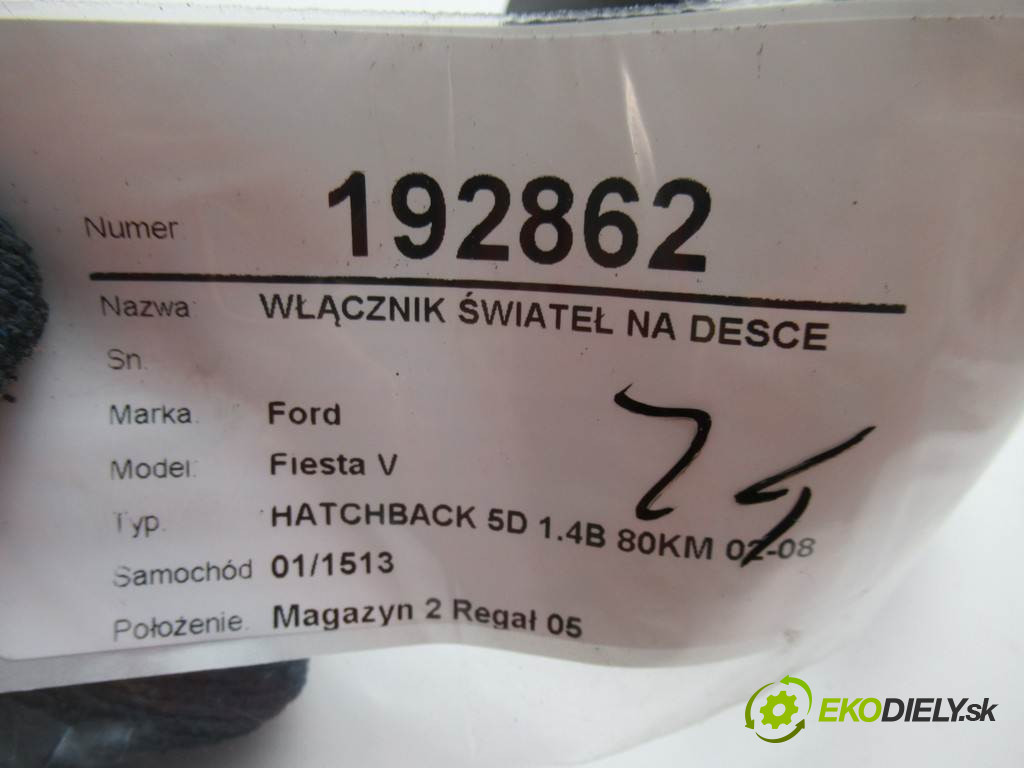 Numer 192862
Nazwa: WŁĄCZNIK ŚWIATEŁ NA DESCE
Sn.
Marka. Ford
Model: Fiesta V
Typ. HATCHBACK 5D 1.4B 80KM 02-08
Samochód 01/1513
Położenie. Magazyn 2 Regał 05
EKODIELY.sk